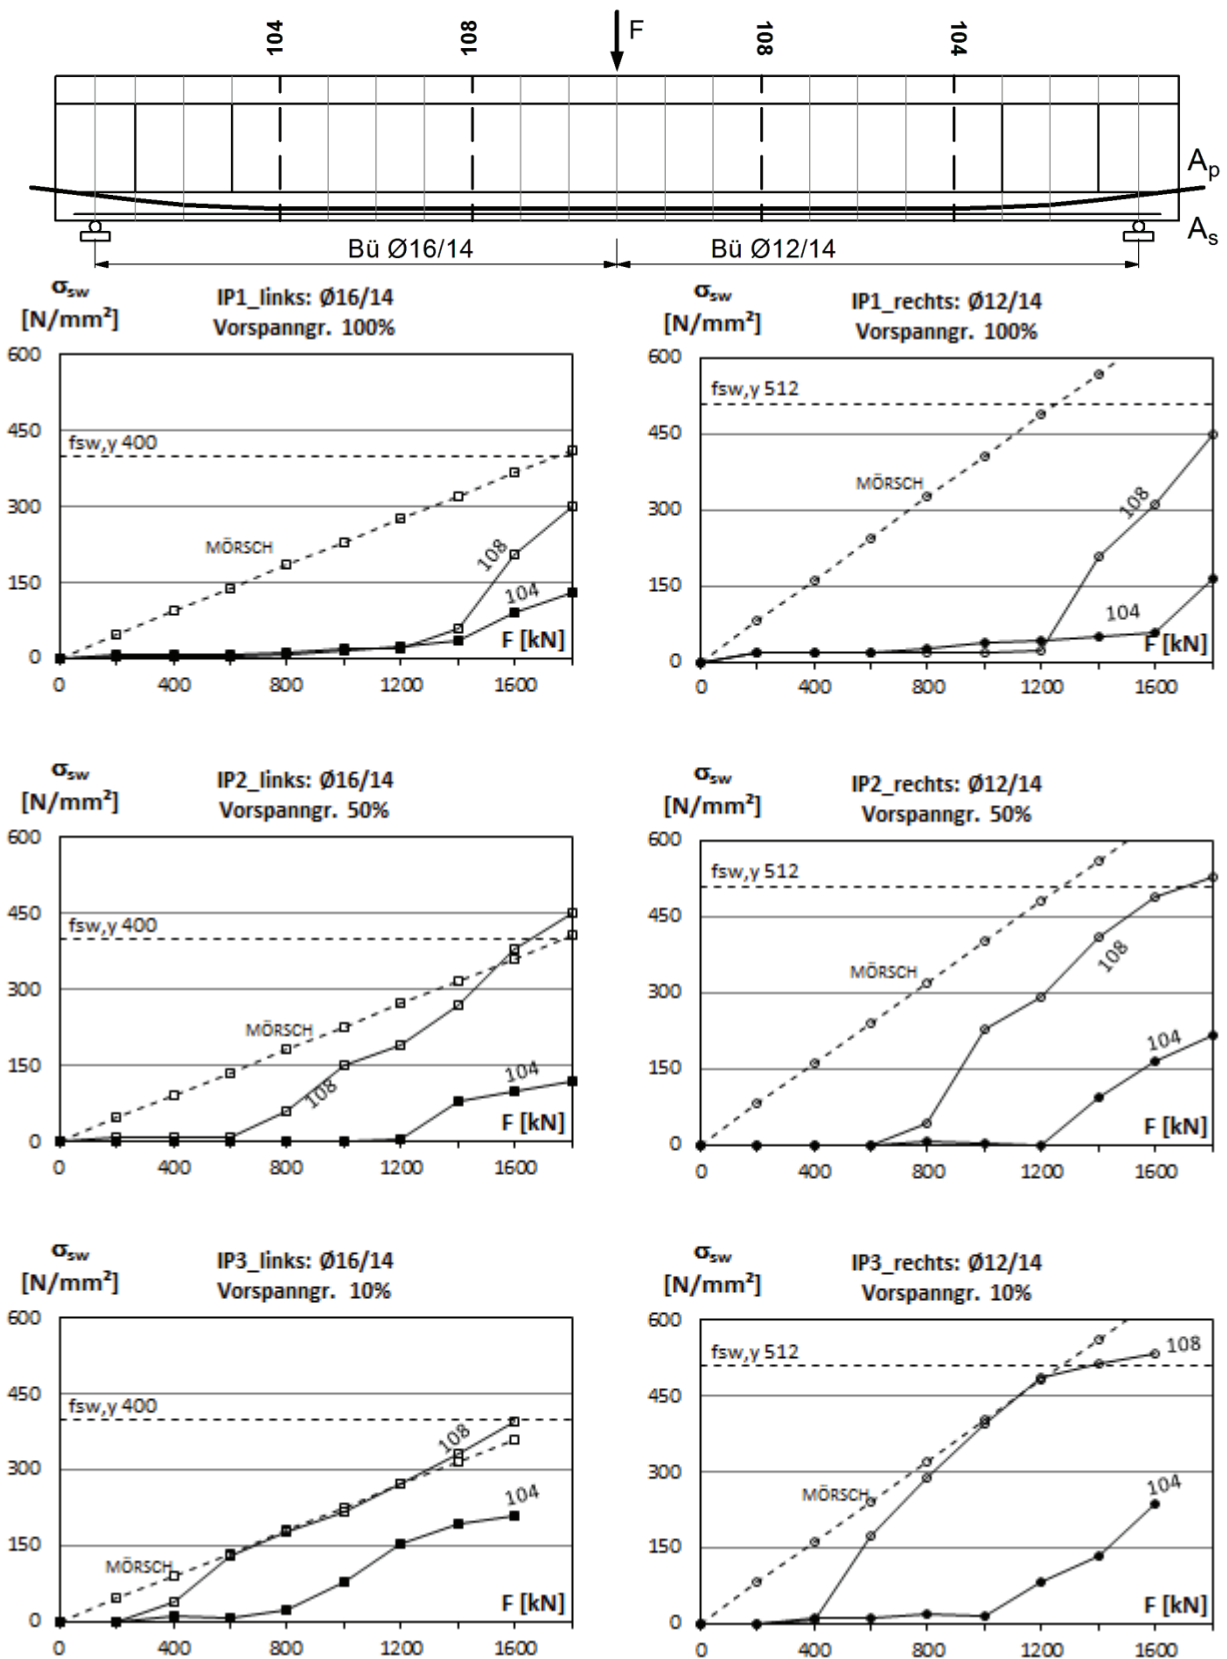 104
108
F
108
104
Ap
As
Bü Ø16/14
Bü Ø12/14
σsw
[N/mm²]
IP1_links: Ø16/14
Vorspanngr. 100%
600
450
300
150
0
fsw,y 400
MÖRSCH
108
104
F [kN]
0 400 800 1200 1600
σsw
[N/mm²]
IP1_rechts: Ø12/14
Vorspanngr. 100%
600
450
300
150
0
fsw,y 512
MÖRSCH
108
104
F [kN]
0 400 800 1200 1600
σsw
[N/mm²]
IP2_links: Ø16/14
Vorspanngr. 50%
600
450
300
150
0
fsw,y 400
MÖRSCH
108
104
F [kN]
0 400 800 1200 1600
σsw
[N/mm²]
IP2_rechts: Ø12/14
Vorspanngr. 50%
600
450
300
150
0
fsw,y 512
MÖRSCH
108
104
F [kN]
0 400 800 1200 1600
σsw
[N/mm²]
IP3_links: Ø16/14
Vorspanngr. 10%
600
450
300
150
0
fsw,y 400
108
104
MÖRSCH
F [kN]
0 400 800 1200 1600
σsw
[N/mm²]
IP3_rechts: Ø12/14
Vorspanngr. 10%
600
450
300
150
0
fsw,y 512
108
MÖRSCH
104
F [kN]
0 400 800 1200 1600